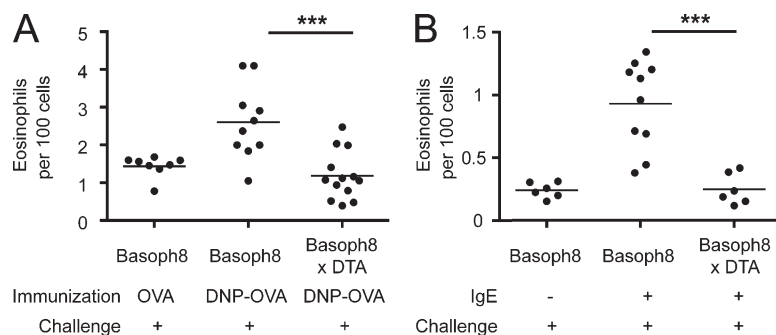 A
***
5
4
3
2
1
0
Eosinophils
per 100 cells
Basoph8 Basoph8 Basoph8
x DTA
Immunization OVA DNP-OVA DNP-OVA
Challenge + + +
B
***
1.5
1
0.5
0
Eosinophils
per 100 cells
Basoph8 Basoph8 Basoph8
x DTA
IgE - + +
Challenge + + +